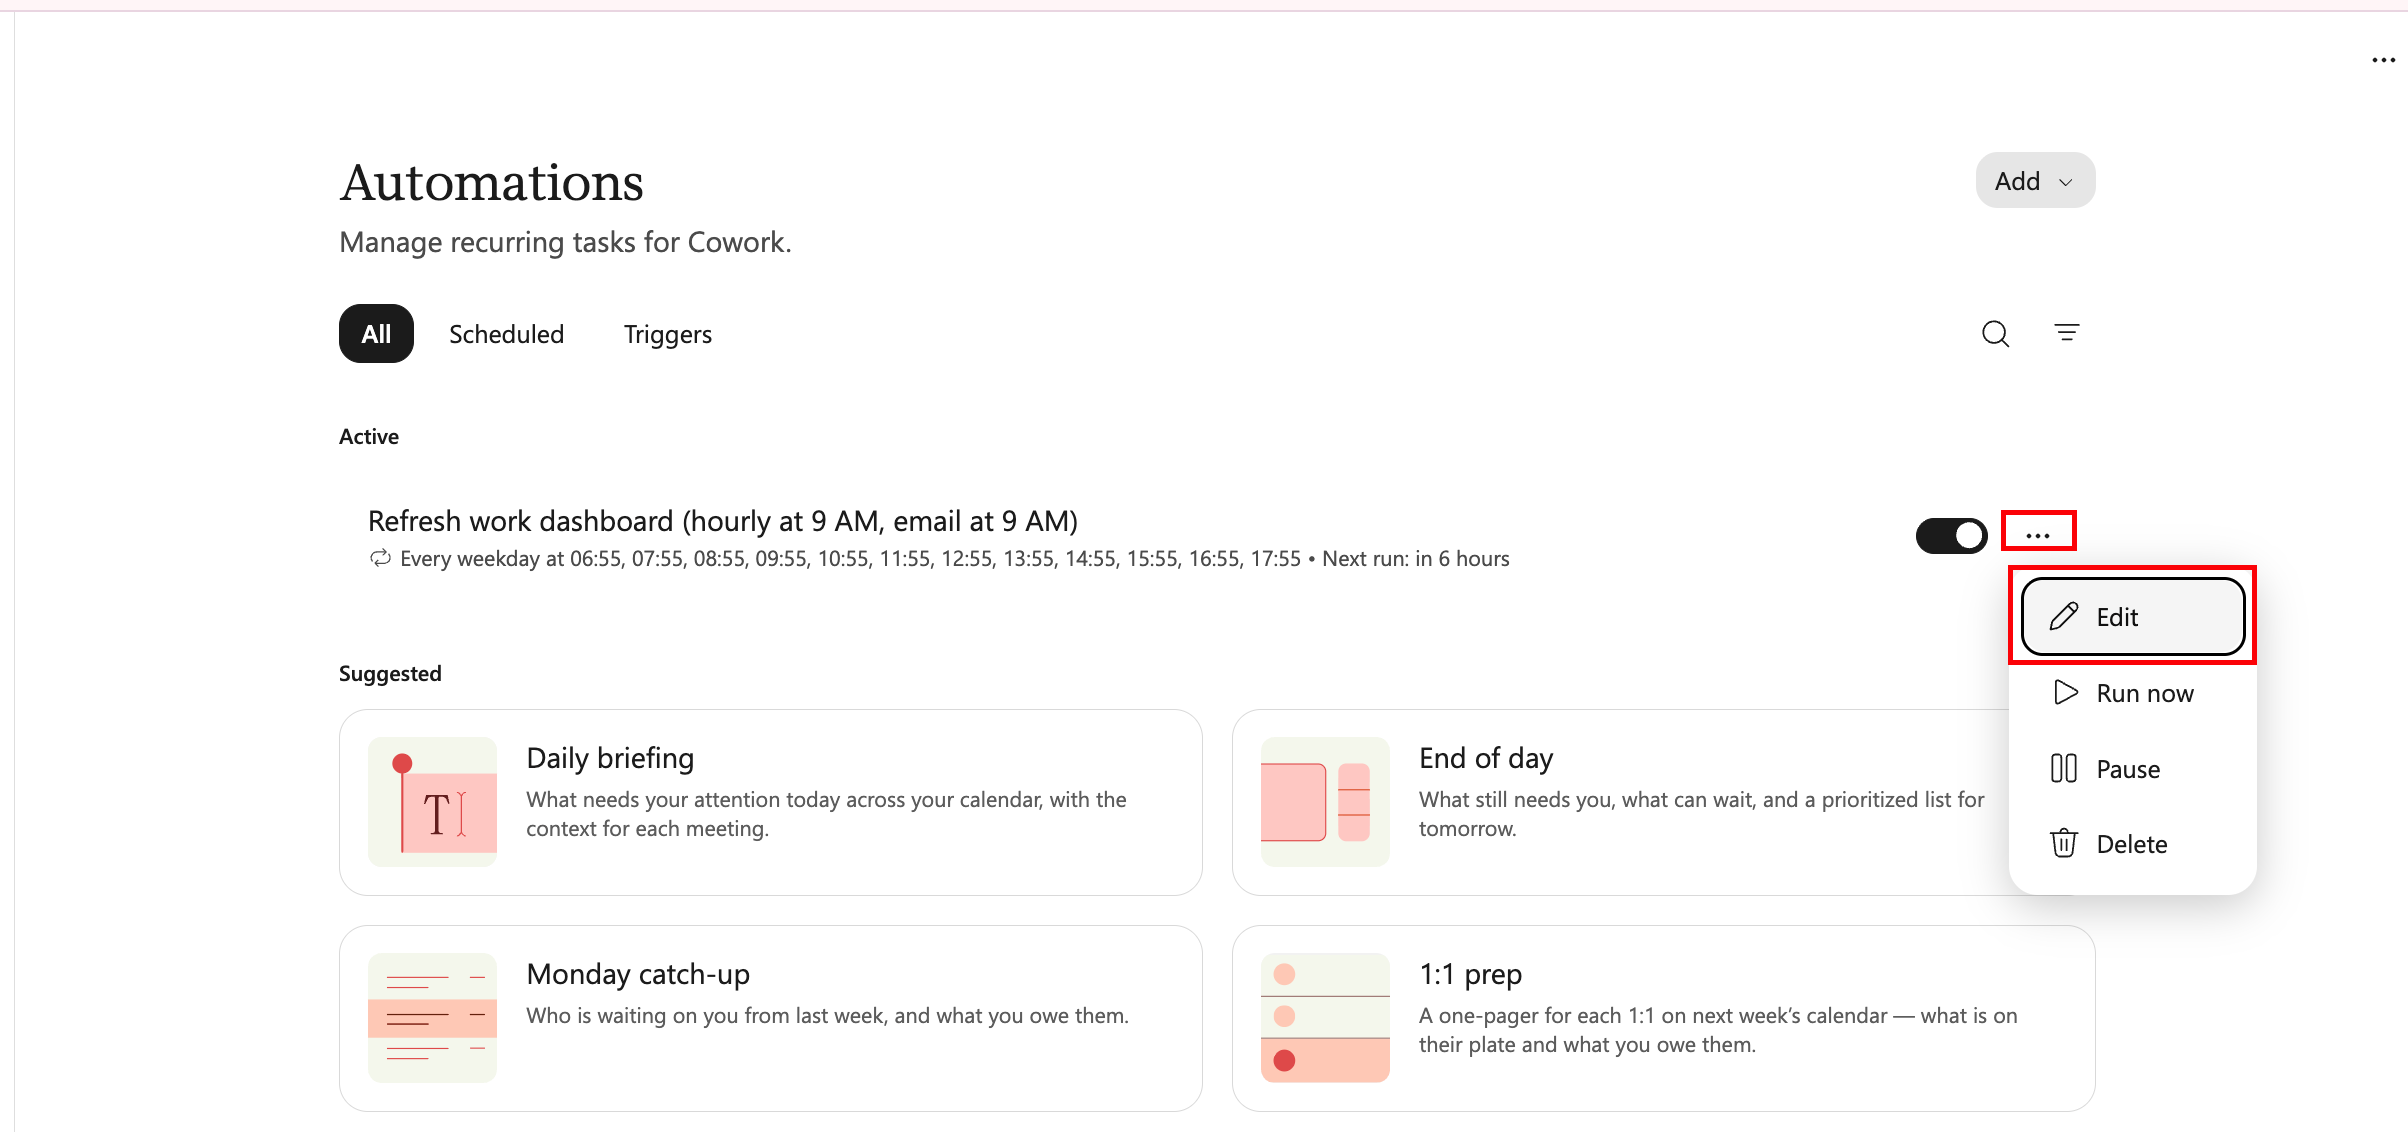 Automations
Add
Manage recurring tasks for Cowork.
All
Scheduled
Triggers
Active
Refresh work dashboard (hourly at 9 AM, email at 9 AM)
Every weekday at 06:55, 07:55, 08:55, 09:55, 10:55, 11:55, 12:55, 13:55, 14:55, 15:55, 16:55, 17:55 • Next run: in 6 hours
Edit
Run now
Pause
Delete
Suggested
Daily briefing
What needs your attention today across your calendar, with the
context for each meeting.
End of day
What still needs you, what can wait, and a prioritized list for
tomorrow.
Monday catch-up
Who is waiting on you from last week, and what you owe them.
1:1 prep
A one-pager for each 1:1 on next week’s calendar — what is on
their plate and what you owe them.
T